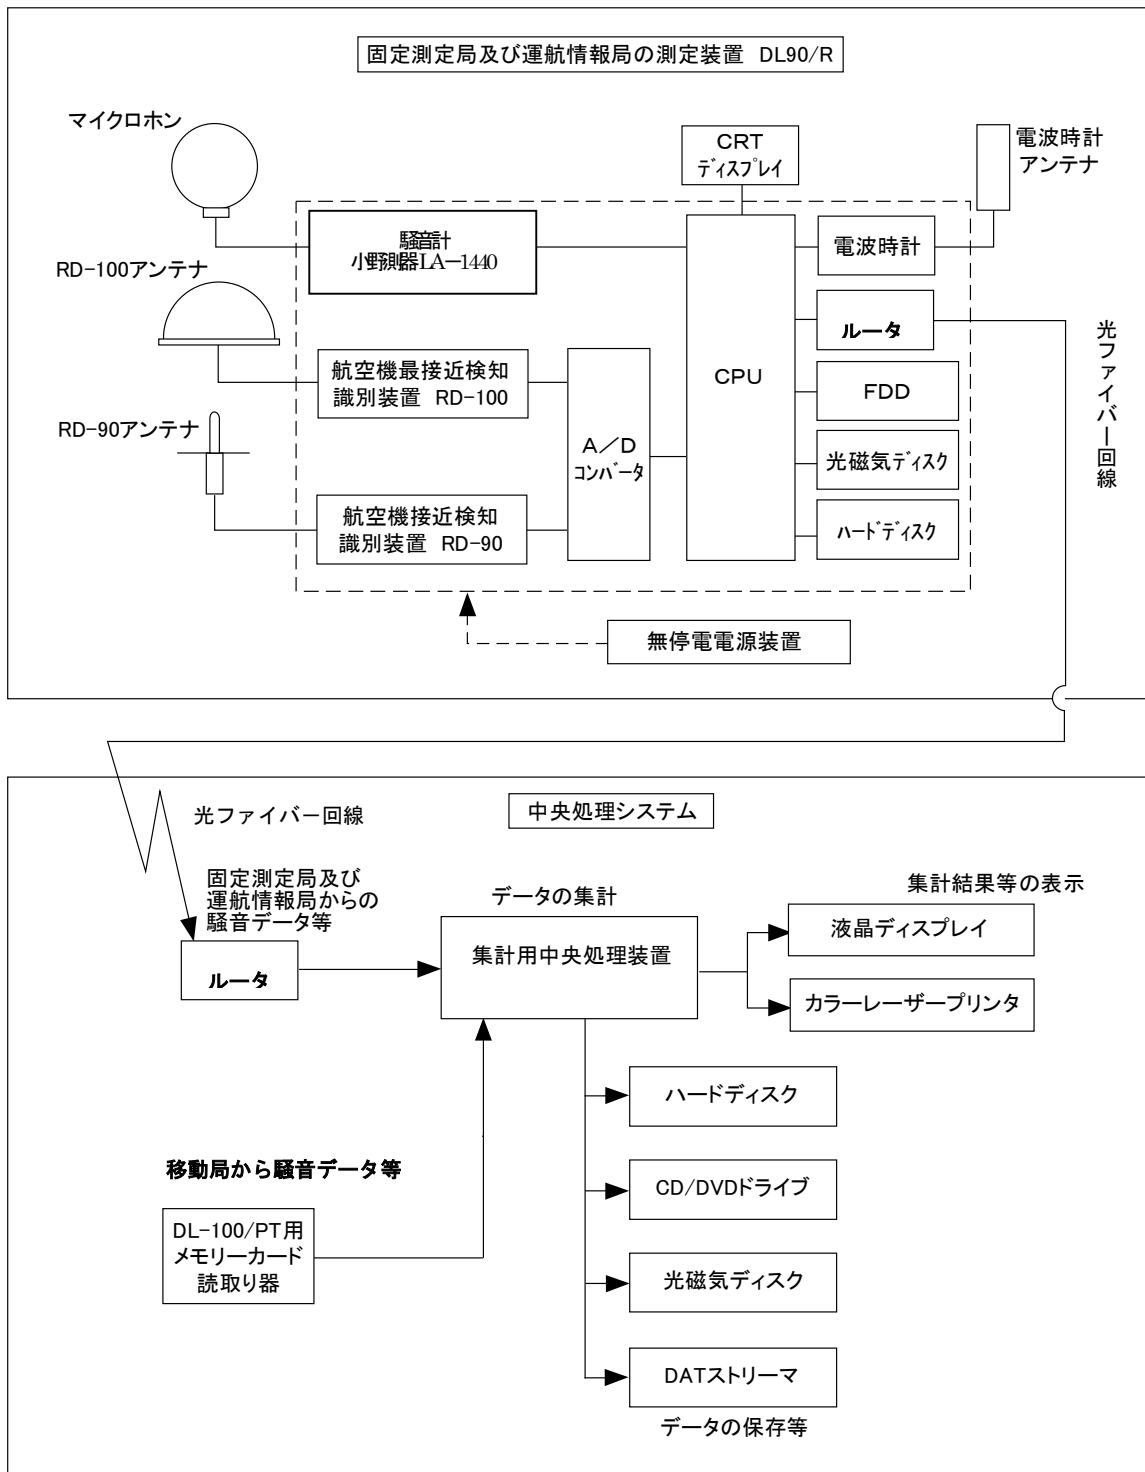 固定測定局及び運航情報局の測定装置 DL90/R
マイクロホン
CRT
ディスプレイ
電波時計
アンテナ
騒音計
小野測器LA-1440
電波時計
RD-100アンテナ
ルータ
航空機最接近検知
識別装置 RD-100
CPU
FDD
光ファイバー回線
RD-90アンテナ
A/D
コンバータ
光磁気ディスク
航空機接近検知
識別装置 RD-90
ハードディスク
無停電電源装置
中央処理システム
光ファイバー回線
固定測定局及び
運航情報局からの
騒音データ等
ルータ
データの集計
集計用中央処理装置
集計結果等の表示
液晶ディスプレイ
カラーレーザープリンタ
ハードディスク
移動局から騒音データ等
CD/DVDドライブ
DL-100/PT用
メモリーカード
読取り器
光磁気ディスク
DATストリーマ
データの保存等